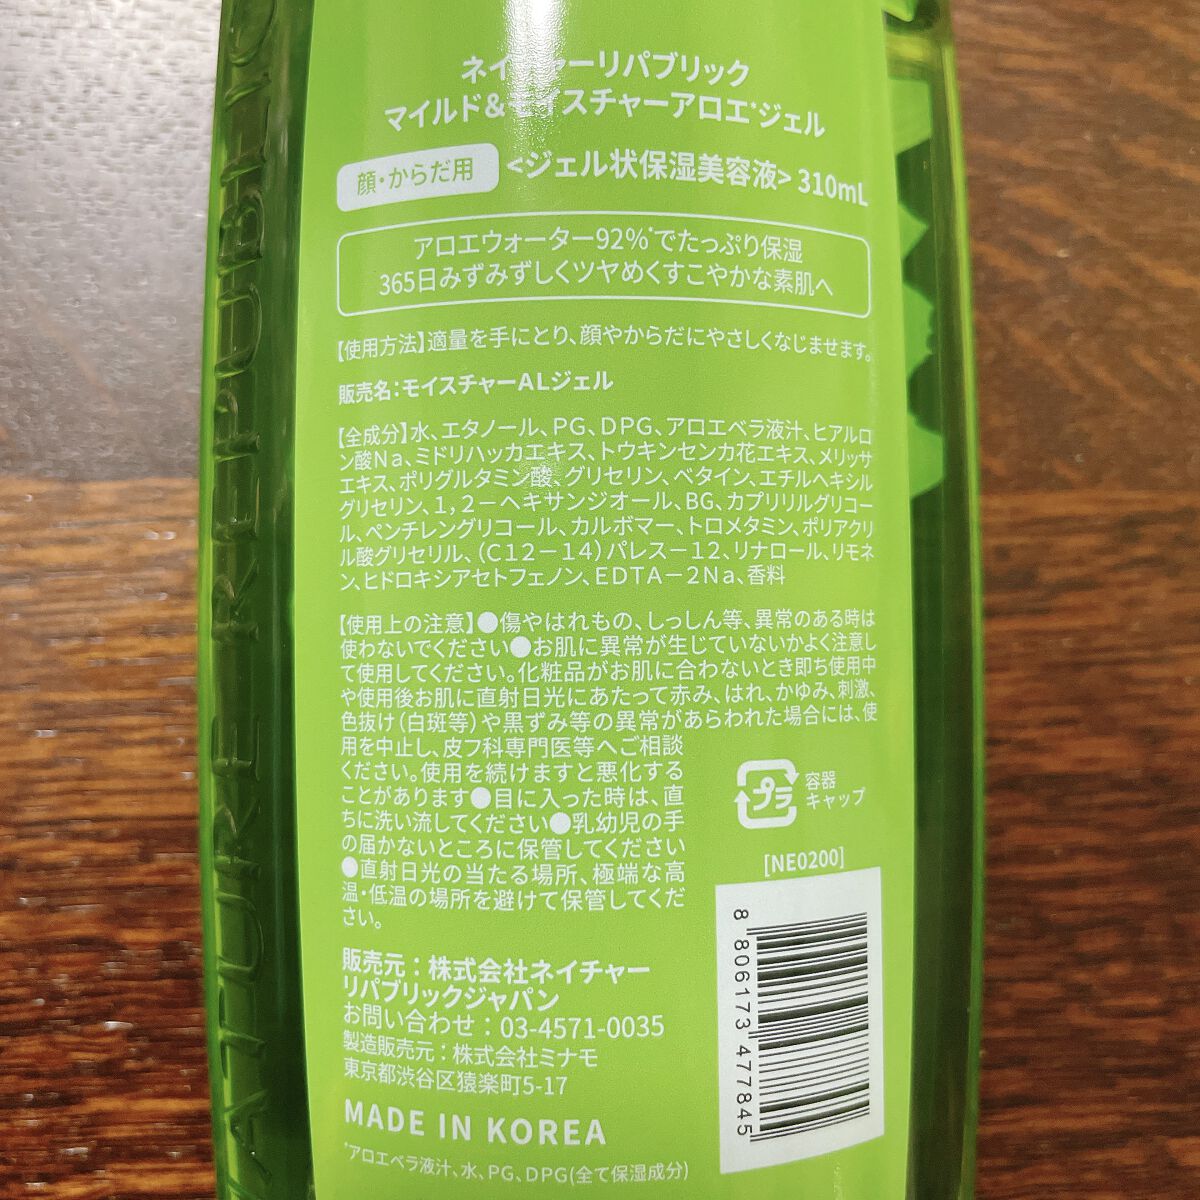 NATURE REPUBLIC
ネイチャーリパブリック
マイルド&モイスチャーアロエ*ジェル
顔・からだ用
<ジェル状保湿美容液> 310mL
アロエウォーター92%*でたっぷり保湿
365日みずみずしくツヤめくすこやかな素肌へ
【使用方法】適量を手にとり、顔やからだにやさしくなじませます。
販売名:モイスチャーALジェル
【全成分】水、エタノール、PG、DPG、アロエベラ液汁、ヒアルロ
ン酸Na、ミドリハッカエキス、トウキンセンカ花エキス、メリッサ
エキス、ポリグルタミン酸、グリセリン、ベタイン、エチルヘキシル
グリセリン、1,2-ヘキサンジオール、BG、カプリリルグリコー
ル、ペンチレングリコール、カルボマー、トロメタミン、ポリアクリ
ル酸グリセリル、(C12-14)パレス-12、リナロール、リモネ
ン、ヒドロキシアセトフェノン、EDTA-2Na、香料
【使用上の注意】●傷やはれもの、しっしん等、異常のある時は
使わないでください●お肌に異常が生じていないかよく注意し
て使用してください。化粧品がお肌に合わないとき即ち使用中
や使用後お肌に直射日光にあたって赤み、はれ、かゆみ、刺激、
色抜け(白斑等)や黒ずみ等の異常があらわれた場合には、使
用を中止し、皮フ科専門医等へご相談
ください。使用を続けますと悪化する
ことがあります●目に入った時は、直
ちに洗い流してください●乳幼児の手
の届かないところに保管してください
●直射日光の当たる場所、極端な高
温・低温の場所を避けて保管してくだ
さい。
プラ
容器
キャップ
[NE0200]
8 806173 477845
販売元:株式会社ネイチャー
リパブリックジャパン
お問い合わせ:03-4571-0035
製造販売元:株式会社ミナモ
東京都渋谷区猿楽町5-17
MADE IN KOREA
*アロエベラ液汁、水、PG、DPG(全て保湿成分)